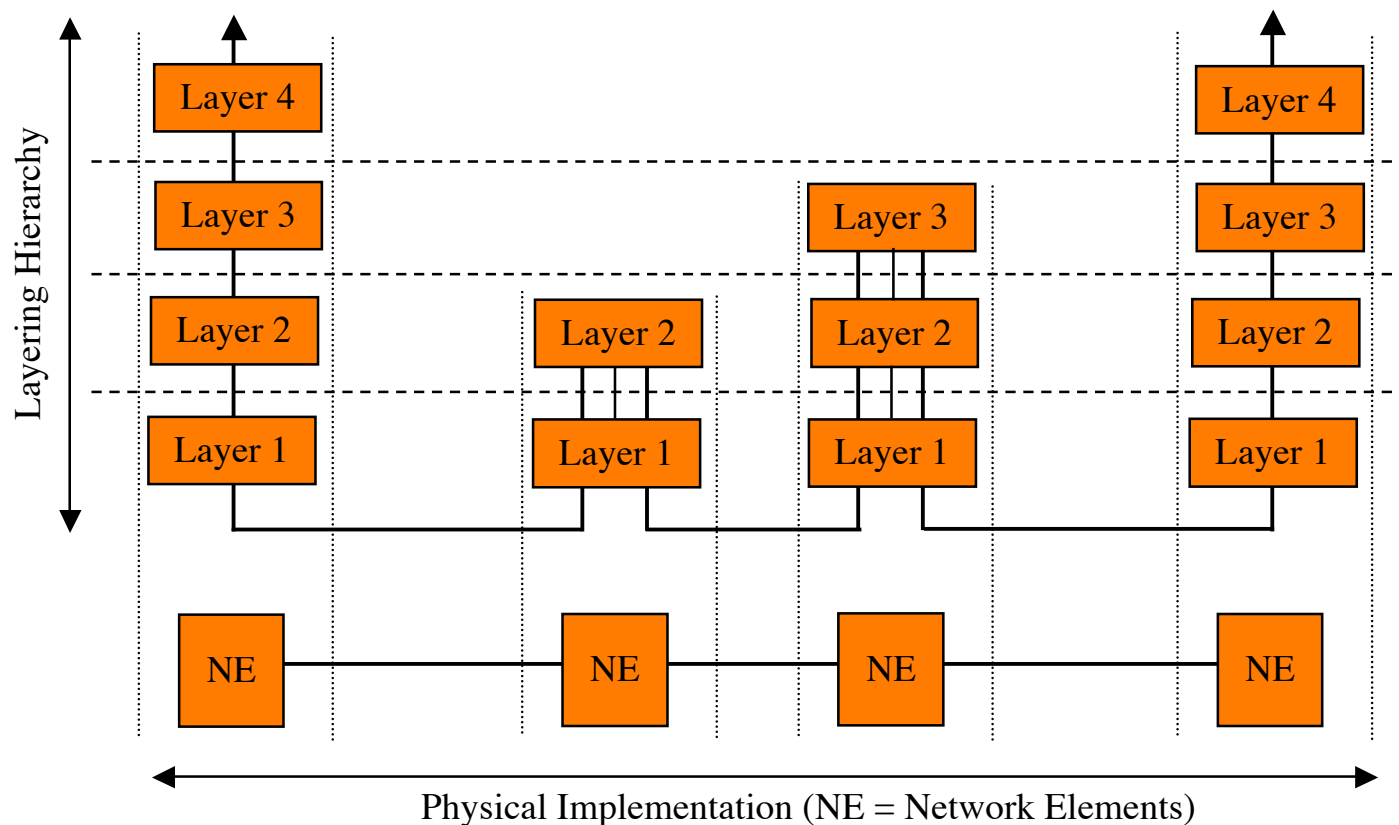 Layering Hierarchy
Layer 4
Layer 4
Layer 3
Layer 3
Layer 3
Layer 2
Layer 2
Layer 2
Layer 2
Layer 1
Layer 1
Layer 1
Layer 1
NE
NE
NE
NE
Physical Implementation (NE = Network Elements)